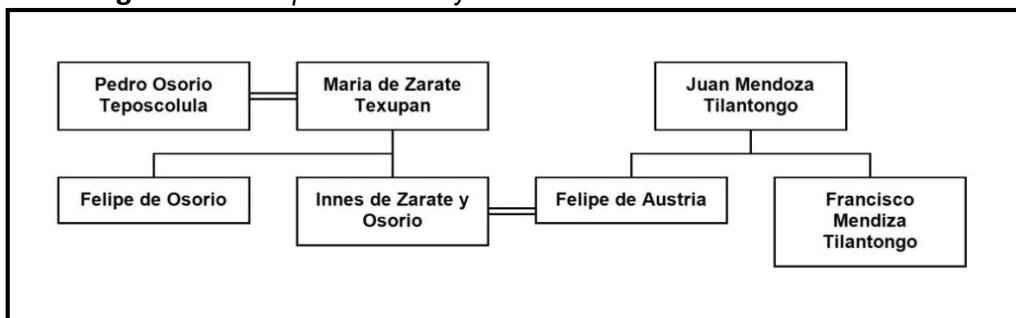 Pedro Osorio
Teposcolula
Maria de Zarate
Texupan
Juan Mendoza
Tilantongo
Felipe de Osorio
Innes de Zarate y
Osorio
Felipe de Austria
Francisco
Mendiza
Tilantongo